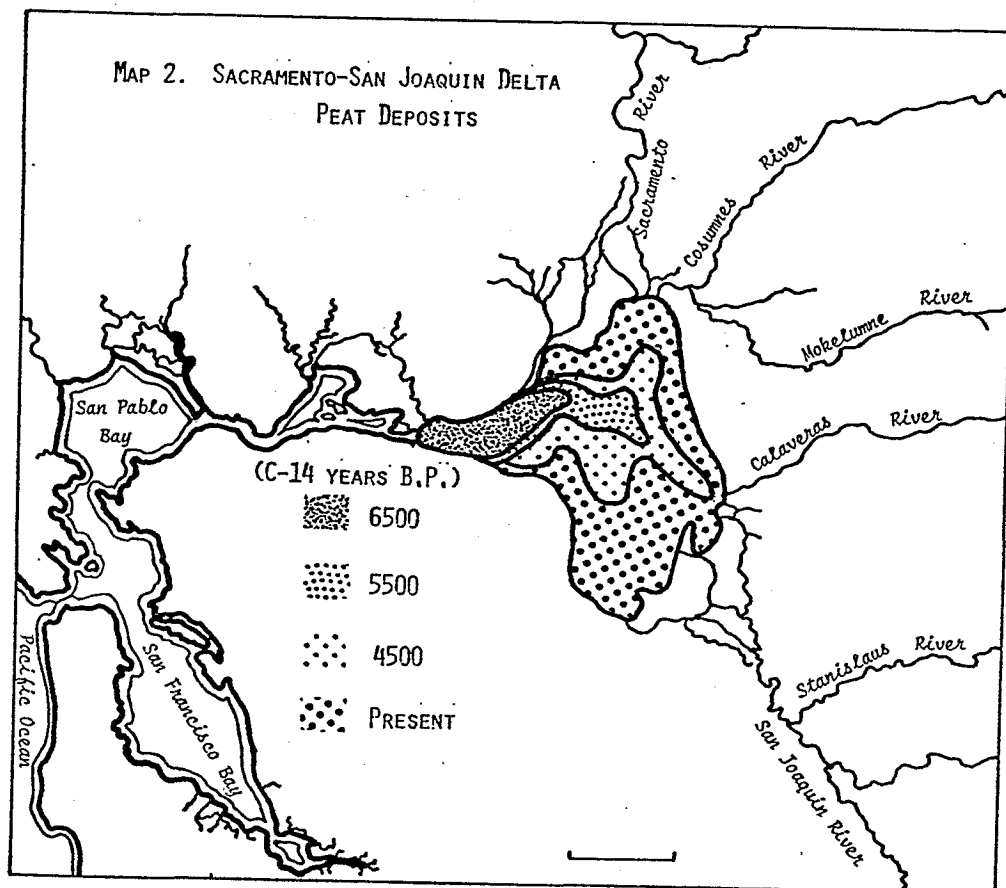 MAP 2. SACRAMENTO-SAN JOAQUIN DELTA
PEAT DEPOSITS
Sacramento River
Cosumnes River
Mokelumne River
San Pablo
Bay
Calaveras River
(C-14 YEARS B.P.)
6500
5500
4500
PRESENT
Pacific Ocean
San Francisco Bay
Stanislaus River
San Joaquin River